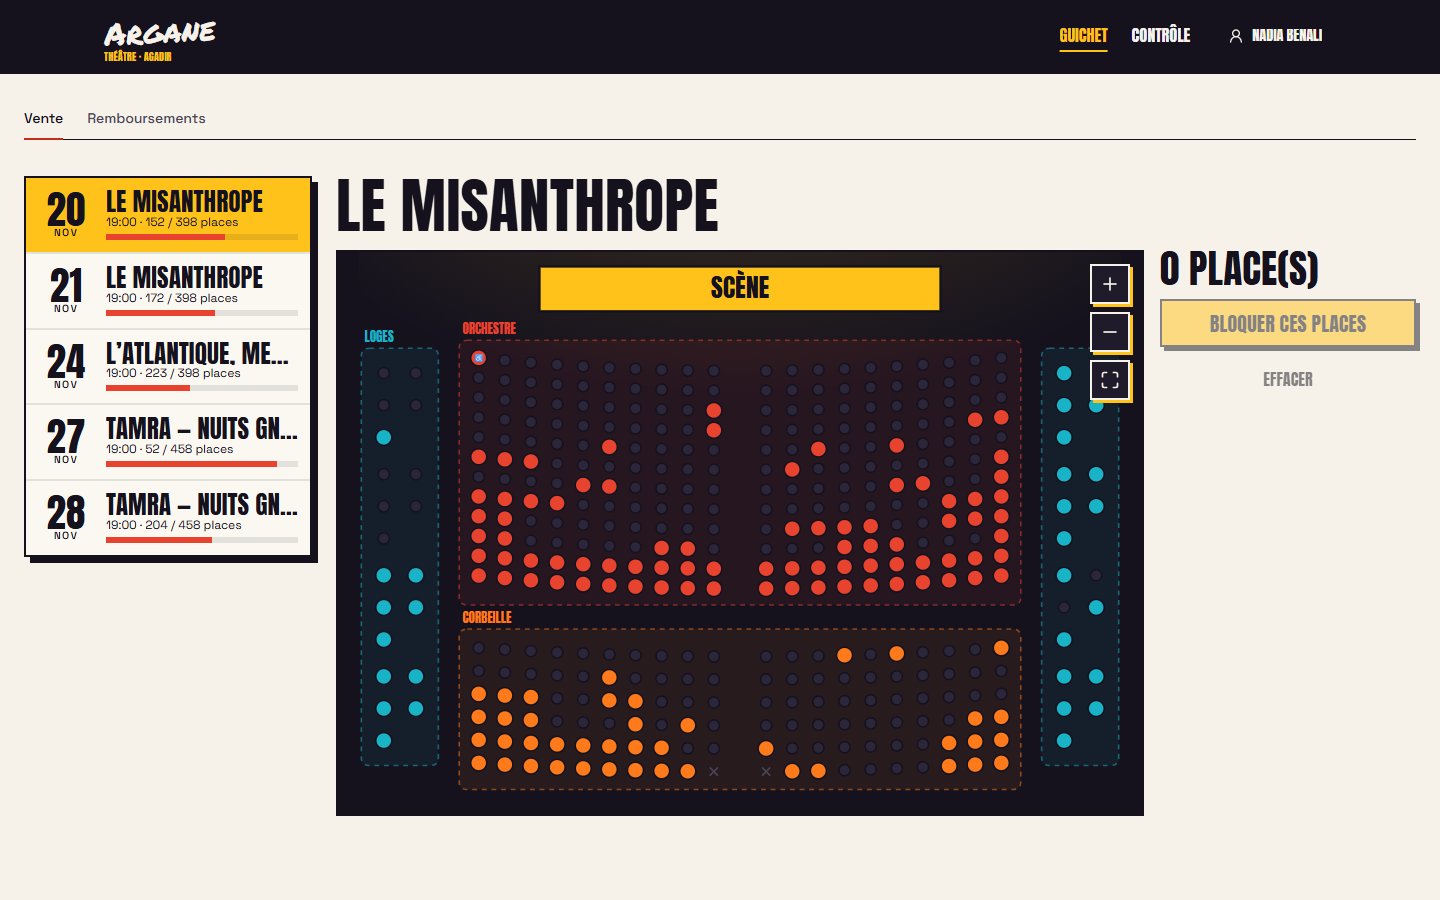 ARGANE
THÉÂTRE · AGADIR
GUICHET
CONTRÔLE
NADIA BENALI
Vente
Remboursements
20
NOV
LE MISANTHROPE
19:00 · 152 / 398 places
21
NOV
LE MISANTHROPE
19:00 · 172 / 398 places
24
NOV
L’ATLANTIQUE, ME...
19:00 · 223 / 398 places
27
NOV
TAMRA – NUITS GN...
19:00 · 52 / 458 places
28
NOV
TAMRA – NUITS GN...
19:00 · 204 / 458 places
LE MISANTHROPE
SCÈNE
LOGES
ORCHESTRE
CORBEILLE
0 PLACE(S)
BLOQUER CES PLACES
EFFACER